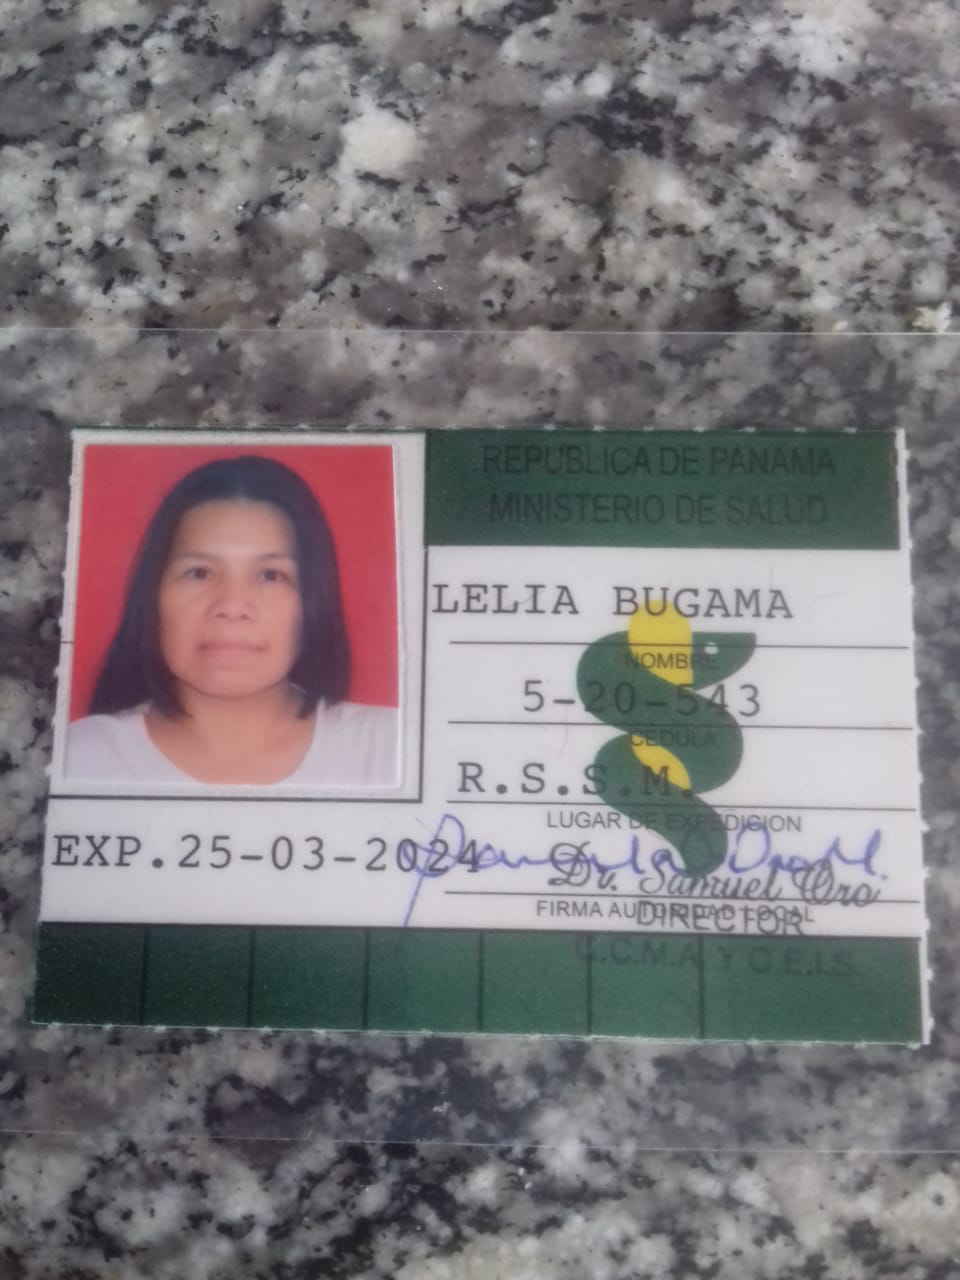 REPUBLICA DE PANAMA
MINISTERIO DE SALUD
LELIA BUGAMA
NOMBRE
5-20-543
CEDULA
R.S.S.M.
LUGAR DE EXPEDICION
EXP.25-03-2024
Dr. Samuel Oro
FIRMA AUTORIDAD LOCAL
DIRECTOR
C.C.M.A. Y O.E.I.S.